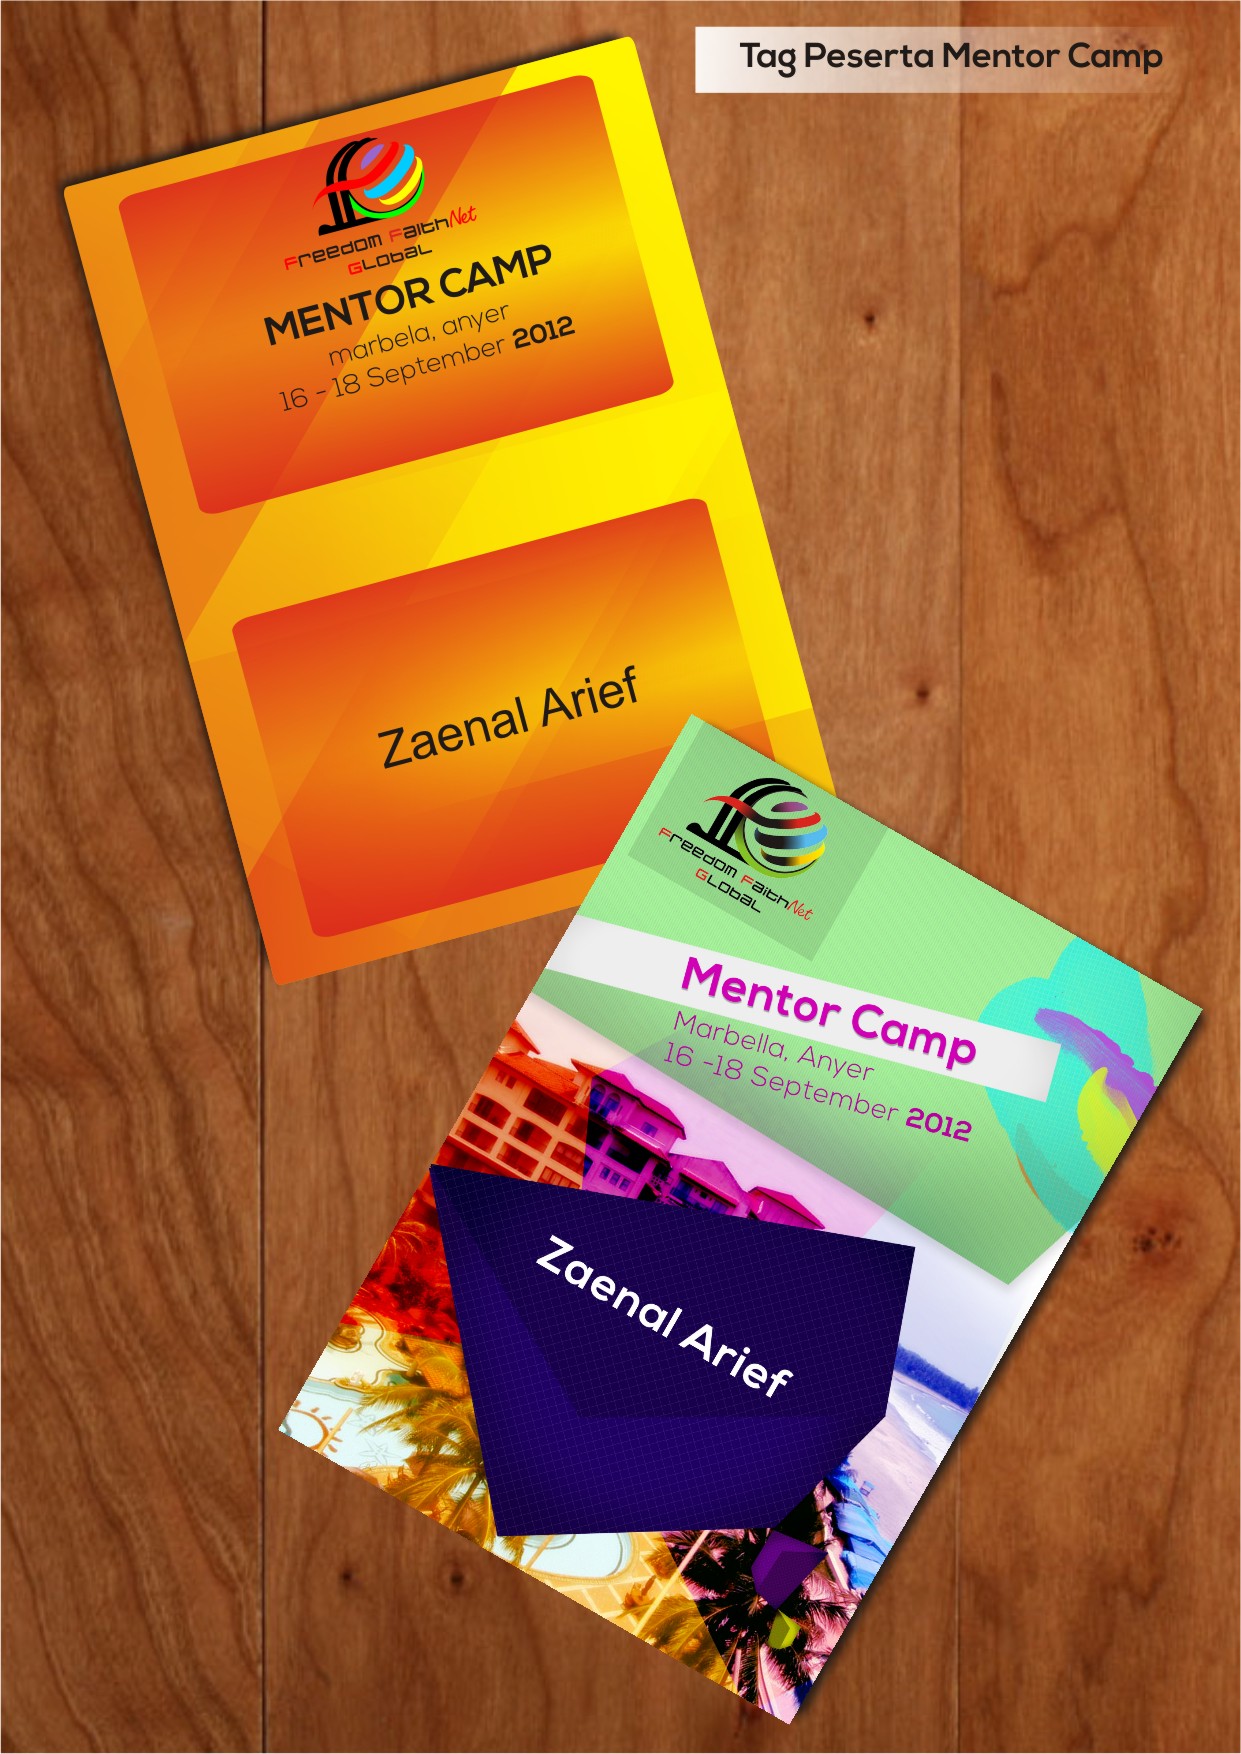 Tag Peserta Mentor Camp
Freedom FaithNet
GLobal
MENTOR CAMP
marbela, anyer
16 - 18 September 2012
Zaenal Arief
Freedom FaithNet
GLobal
Mentor Camp
Marbella, Anyer
16 -18 September 2012
Zaenal Arief